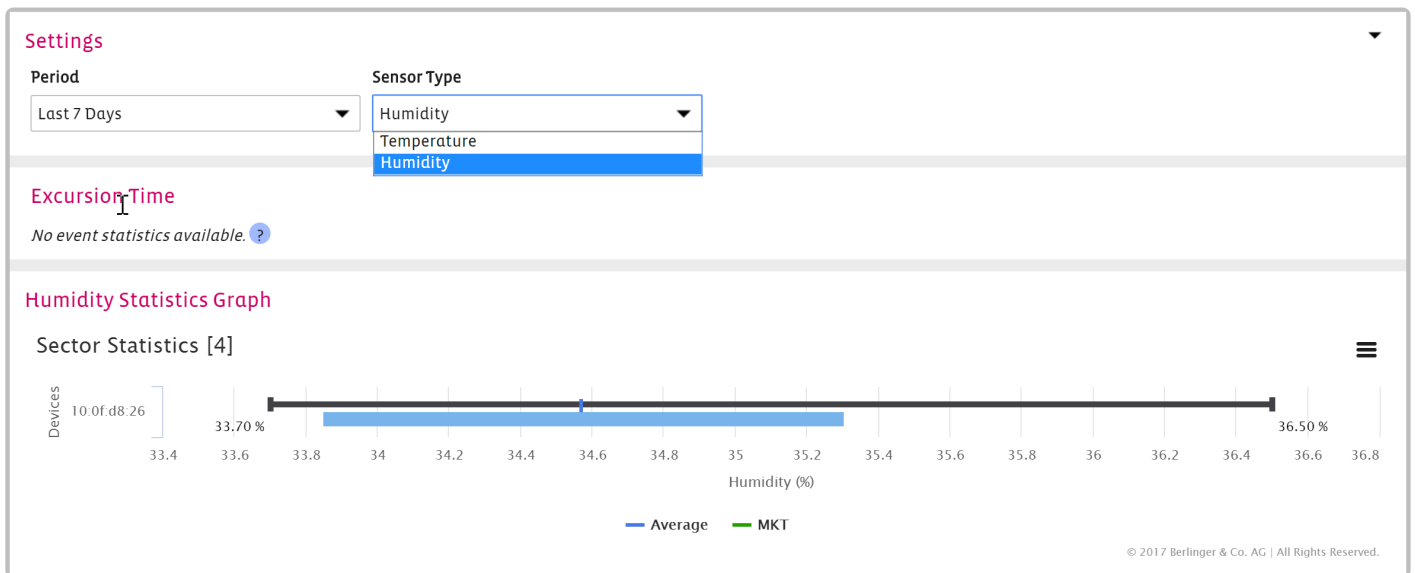 Settings
Period Sensor Type
Last 7 Days Humidity
Temperature
Humidity
Excursion Time
No event statistics available. ?
Humidity Statistics Graph
Sector Statistics [4]
Devices
10:0f:d8:26
33.70 % 36.50 %
33.4 33.6 33.8 34 34.2 34.4 34.6 34.8 35 35.2 35.4 35.6 35.8 36 36.2 36.4 36.6 36.8
Humidity (%)
Average MKT
© 2017 Berlinger & Co. AG | All Rights Reserved.